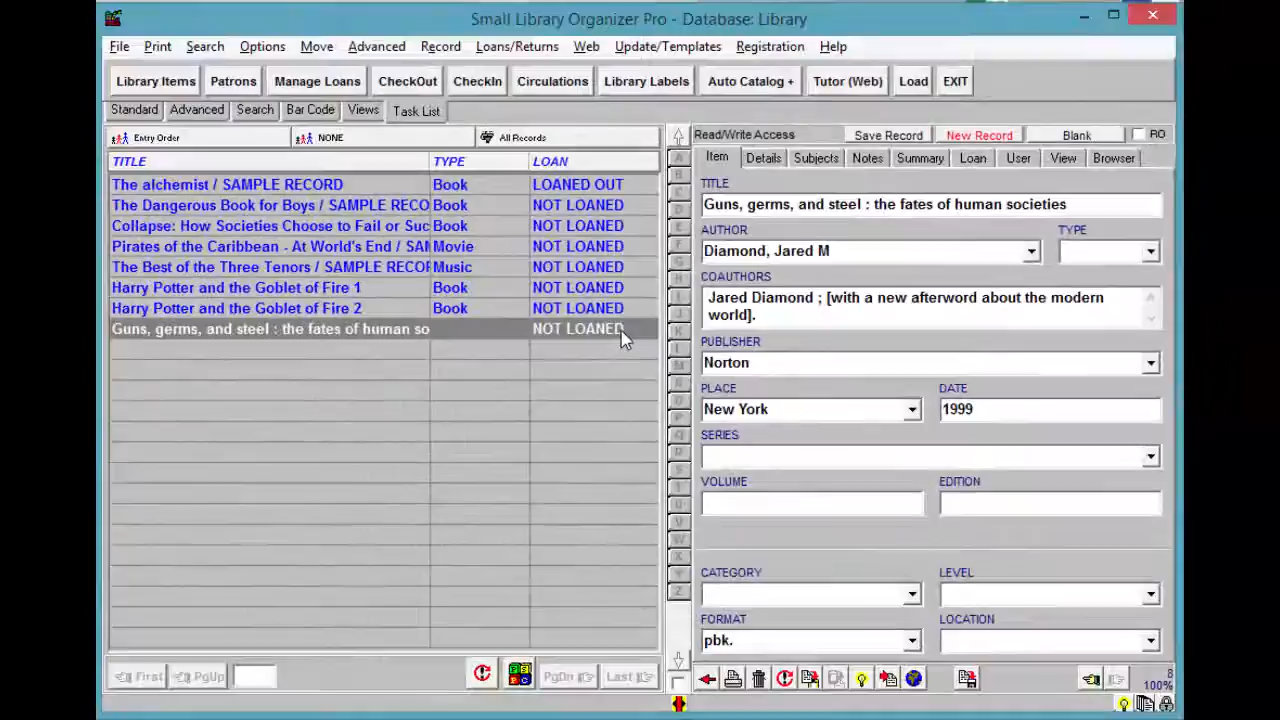 Small Library Organizer Pro - Database: Library
File Print Search Options Move Advanced Record Loans/Returns Web Update/Templates Registration Help
Library Items Patrons Manage Loans CheckOut CheckIn Circulations Library Labels Auto Catalog + Tutor (Web) Load EXIT
Standard Advanced Search Bar Code Views Task List
Entry Order NONE All Records
TITLE TYPE LOAN
The alchemist / SAMPLE RECORD Book LOANED OUT
The Dangerous Book for Boys / SAMPLE RECO Book NOT LOANED
Collapse: How Societies Choose to Fail or Suc Book NOT LOANED
Pirates of the Caribbean - At World's End / SAM Movie NOT LOANED
The Best of the Three Tenors / SAMPLE RECOR Music NOT LOANED
Harry Potter and the Goblet of Fire 1 Book NOT LOANED
Harry Potter and the Goblet of Fire 2 Book NOT LOANED
Guns, germs, and steel : the fates of human so NOT LOANED
First PgUp PgDn Last
Read/Write Access Save Record New Record Blank RO
Item Details Subjects Notes Summary Loan User View Browser
TITLE
Guns, germs, and steel : the fates of human societies
AUTHOR TYPE
Diamond, Jared M
COAUTHORS
Jared Diamond ; [with a new afterword about the modern
world].
PUBLISHER
Norton
PLACE DATE
New York 1999
SERIES
VOLUME EDITION
CATEGORY LEVEL
FORMAT LOCATION
pbk.
8
100%